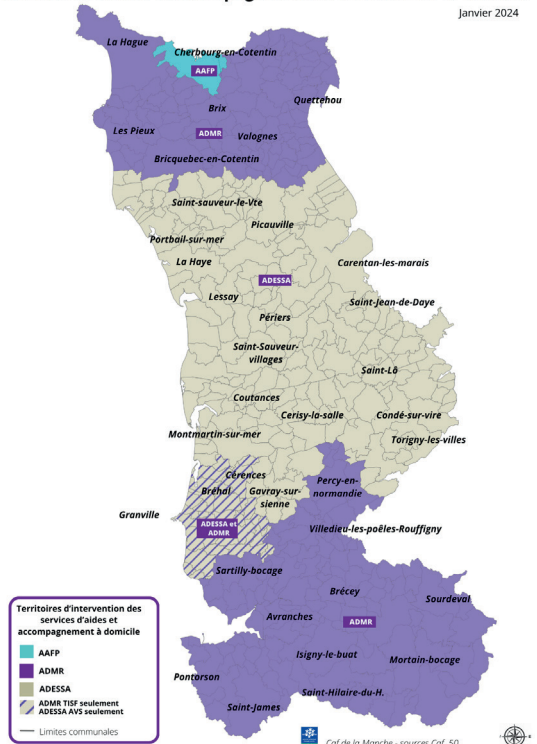 Janvier 2024
La Hague
Cherbourg-en-Cotentin
AAFP
Quettehou
Brix
Les Pieux
ADMR
Valognes
Bricquebec-en-Cotentin
Saint-sauveur-le-Vte
Picauville
Portbail-sur-mer
La Haye
Carentan-les-marais
ADESSA
Lessay
Saint-Jean-de-Daye
Périers
Saint-Sauveur-
villages
Saint-Lô
Coutances
Cerisy-la-salle
Condé-sur-vire
Montmartin-sur-mer
Torigny-les-villes
Cérences
Percy-en-
normandie
Bréhal
Gavray-sur-
sienne
Granville
ADESSA et
ADMR
Villedieu-les-poêles-Rouffigny
Sartilly-bocage
Brécey
Sourdeval
Avranches
ADMR
Isigny-le-buat
Mortain-bocage
Pontorson
Saint-Hilaire-du-H.
Saint-James
Territoires d'intervention des
services d'aides et
accompagnement à domicile
AAFP
ADMR
ADESSA
ADMR TISF seulement
ADESSA AVS seulement
Limites communales
Caf de la Manche - sources Caf 50